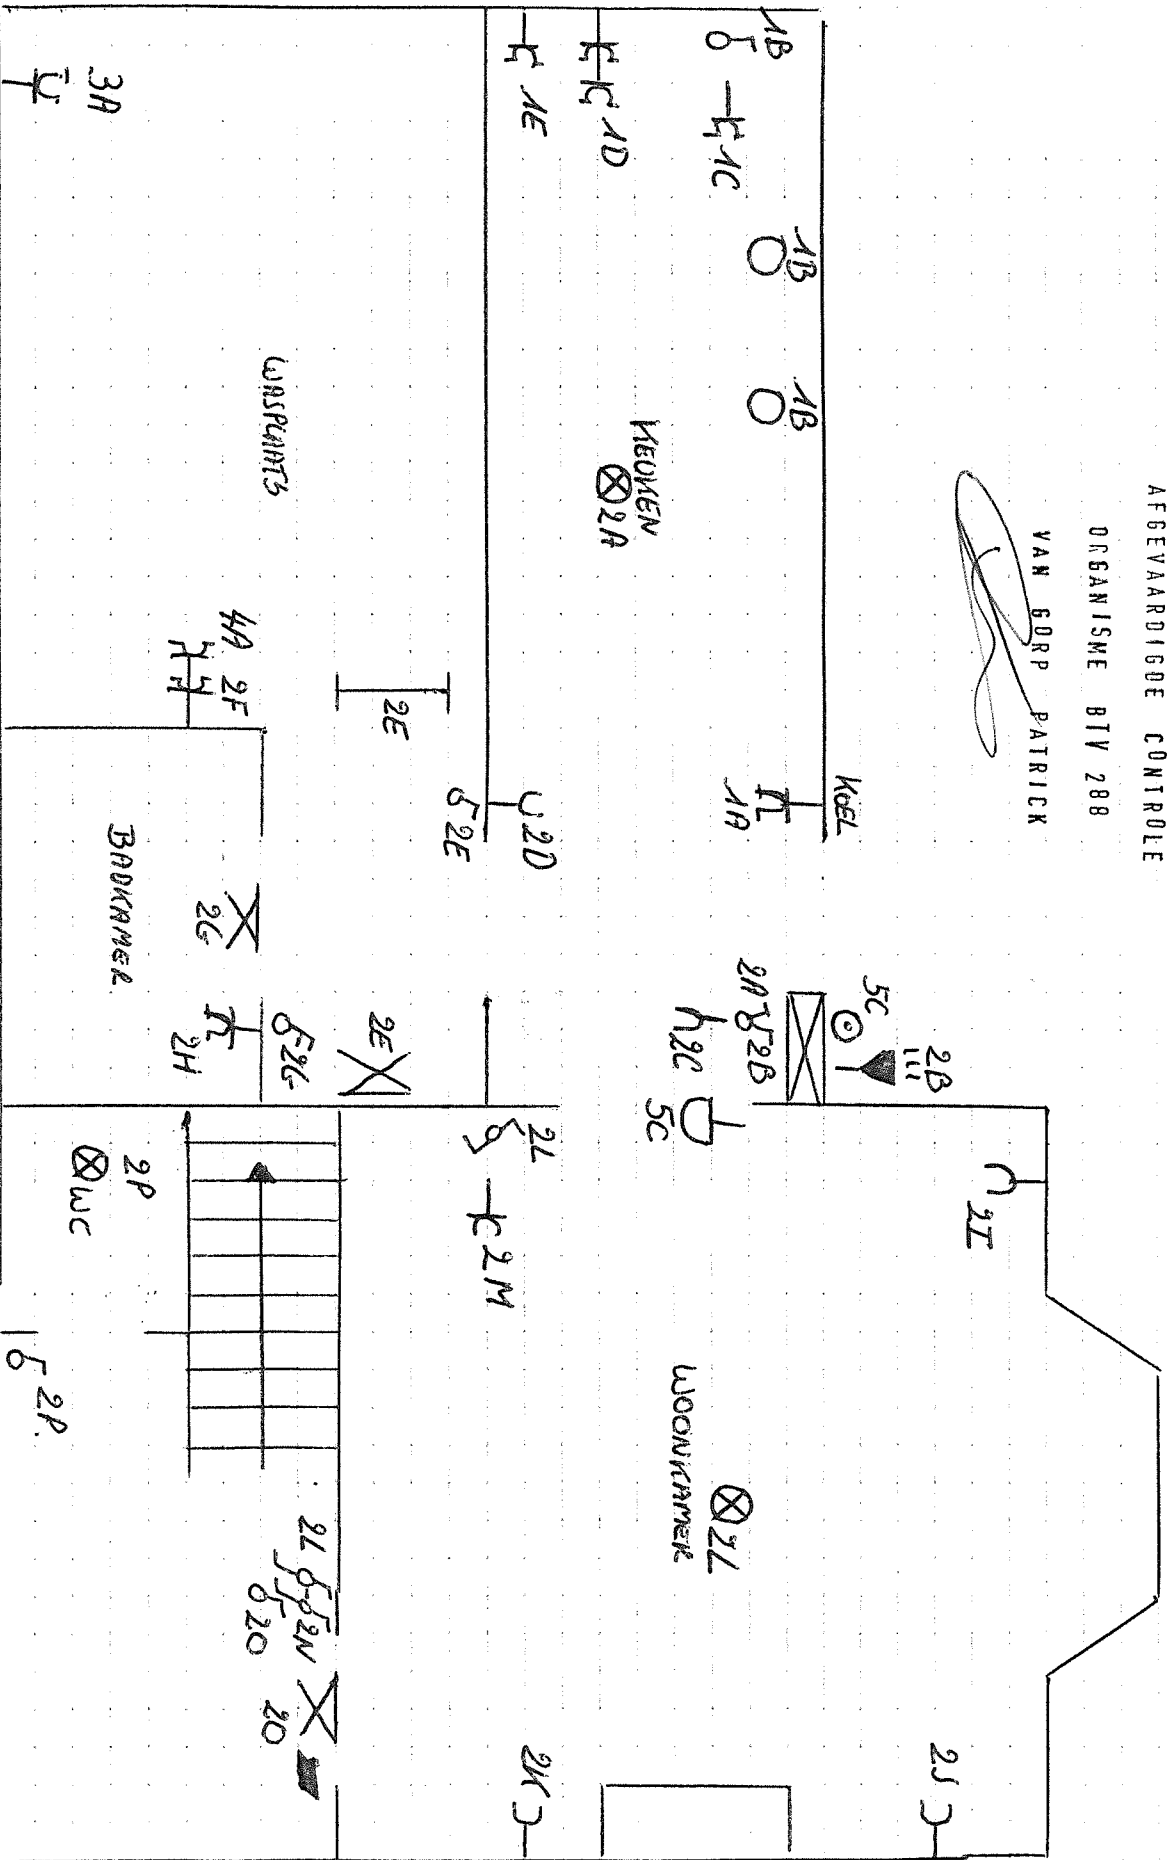 AFGEVAARDIGDE CONTROLE
ORGANISME BTV 288
VAN GORP PATRICK
1B
1C
1B
1B
KOEL
1A
1D
1E
KEUKEN
2A
2D
2E
5C
2B
2A 2B
2C
5C
2I
2J
2K
2L
WOONKAMER
2L
2M
3A
WASPLAATS
4A 2F
2E
2E
2G
2G
2H
BADKAMER
2P
WC
2P.
2L
2N
2O
2O